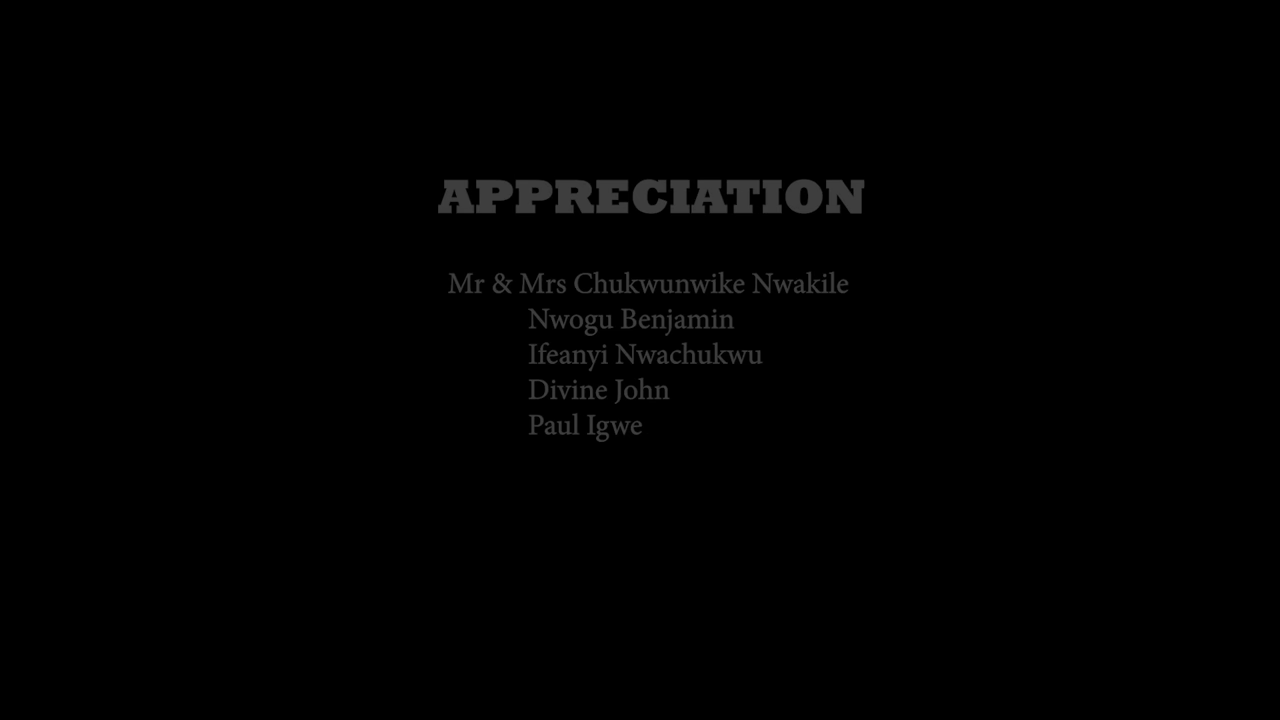 APPRECIATION
Mr & Mrs Chukwunwike Nwakile
Nwogu Benjamin
Ifeanyi Nwachukwu
Divine John
Paul Igwe